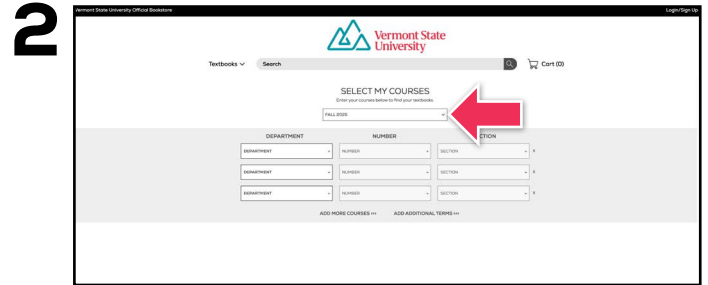 2
Vermont State University Official Bookstore
Login/Sign Up
Vermont State
University
Textbooks
Search
Cart (0)
SELECT MY COURSES
Enter your courses below to find your textbooks.
FALL 2025
DEPARTMENT NUMBER CTION
DEPARTMENT NUMBER SECTION X
DEPARTMENT NUMBER SECTION X
DEPARTMENT NUMBER SECTION X
ADD MORE COURSES >>> ADD ADDITIONAL TERMS >>>